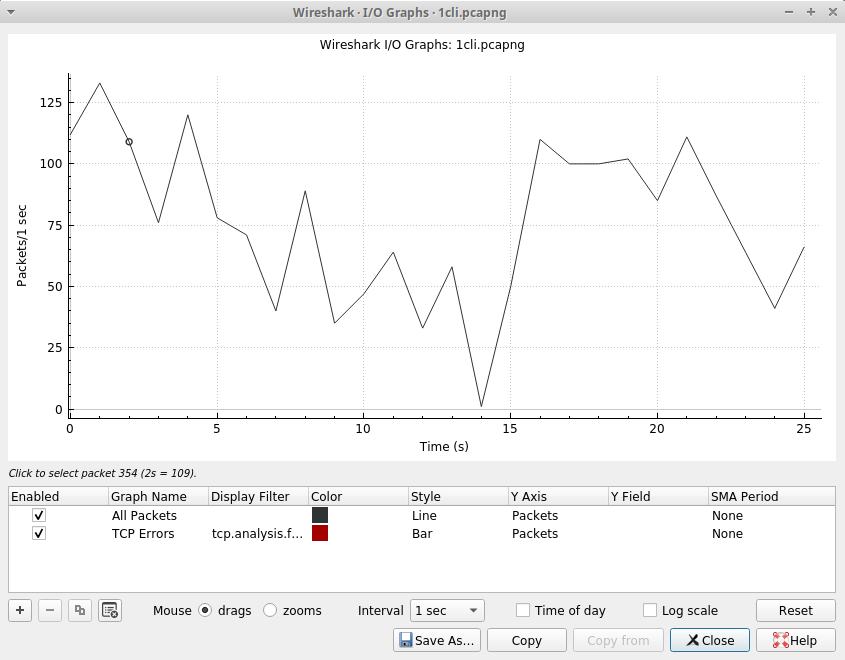 Wireshark · I/O Graphs · 1cli.pcapng
Wireshark I/O Graphs: 1cli.pcapng
125
100
75
50
25
0
Packets/1 sec
0 5 10 15 20 25
Time (s)
Click to select packet 354 (2s = 109).
Enabled Graph Name Display Filter Color Style Y Axis Y Field SMA Period
All Packets Line Packets None
TCP Errors tcp.analysis.f... Bar Packets None
Mouse drags zooms Interval 1 sec Time of day Log scale Reset
Save As... Copy Copy from Close Help